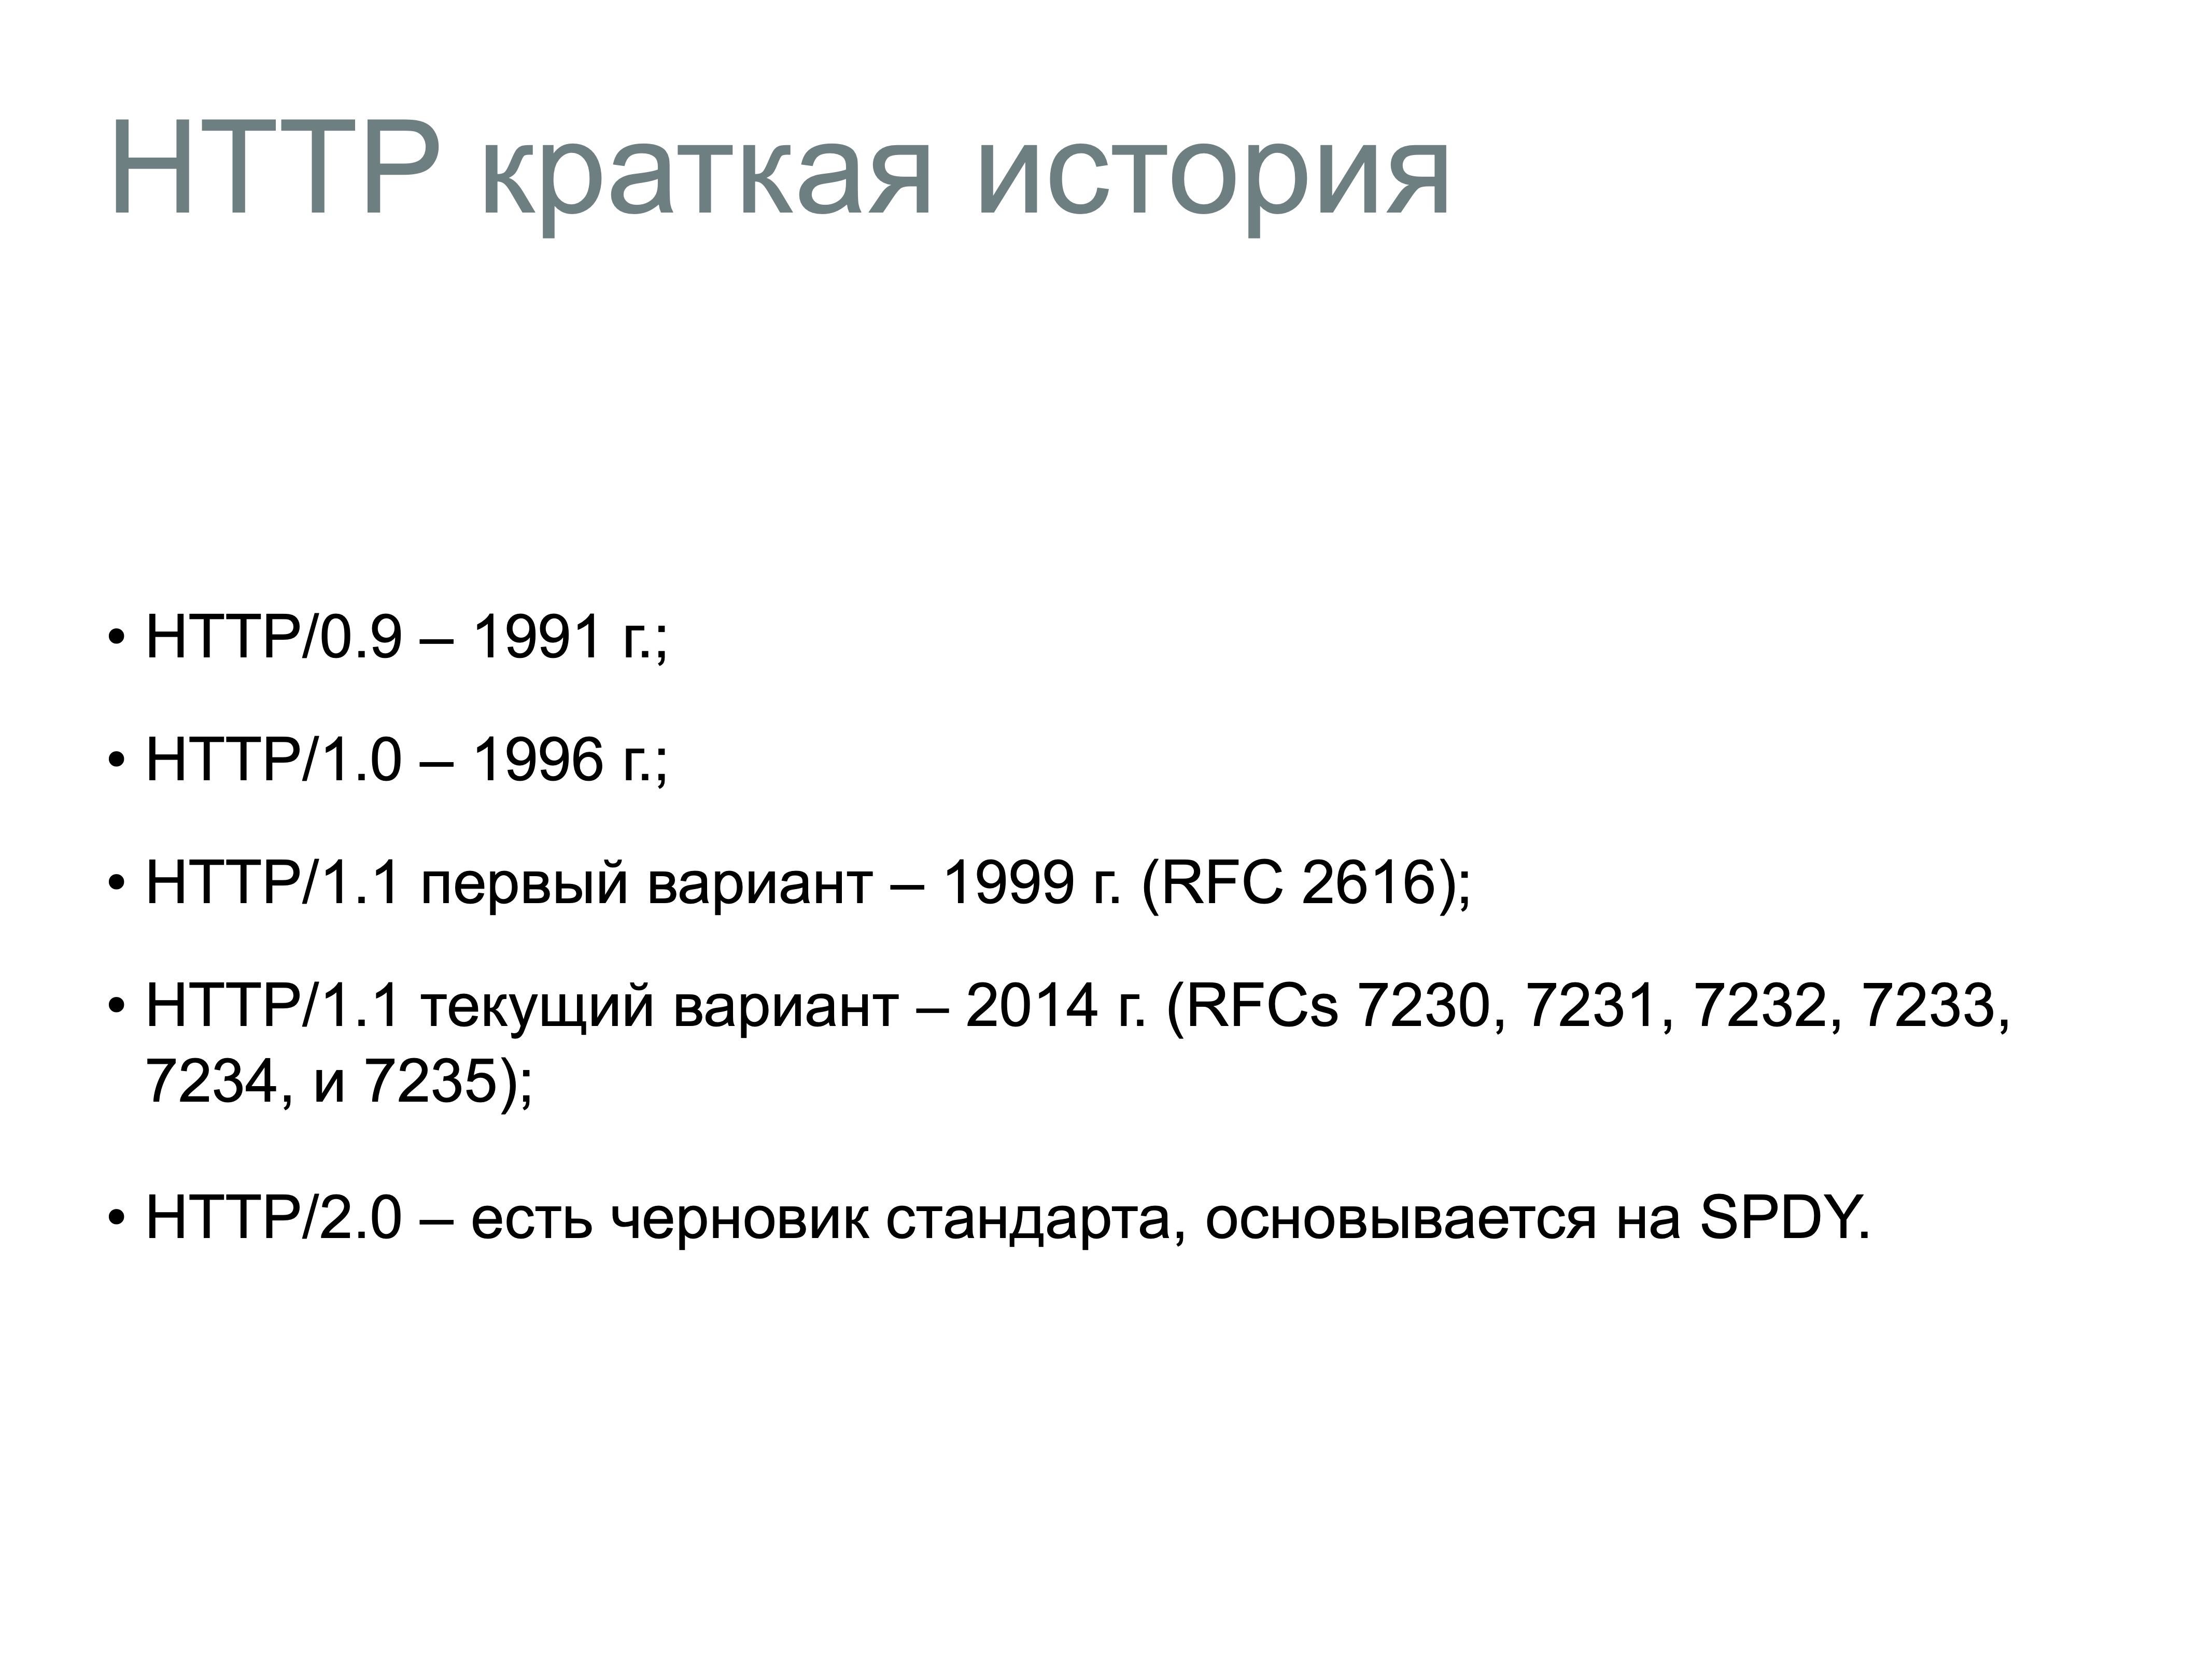 HTTP краткая история
• HTTP/0.9 – 1991 г.;
• HTTP/1.0 – 1996 г.;
• HTTP/1.1 первый вариант – 1999 г. (RFC 2616);
• HTTP/1.1 текущий вариант – 2014 г. (RFCs 7230, 7231, 7232, 7233,
7234, и 7235);
• HTTP/2.0 – есть черновик стандарта, основывается на SPDY.